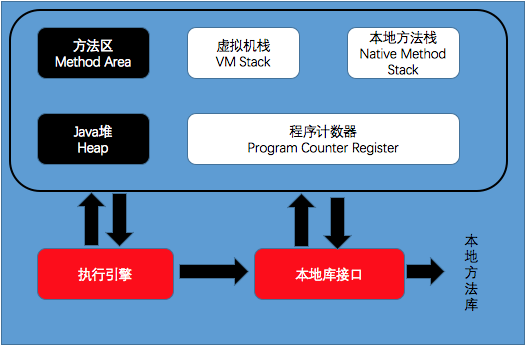 方法区
Method Area
虚拟机栈
VM Stack
本地方法栈
Native Method
Stack
Java堆
Heap
程序计数器
Program Counter Register
执行引擎
本地库接口
本地方法库